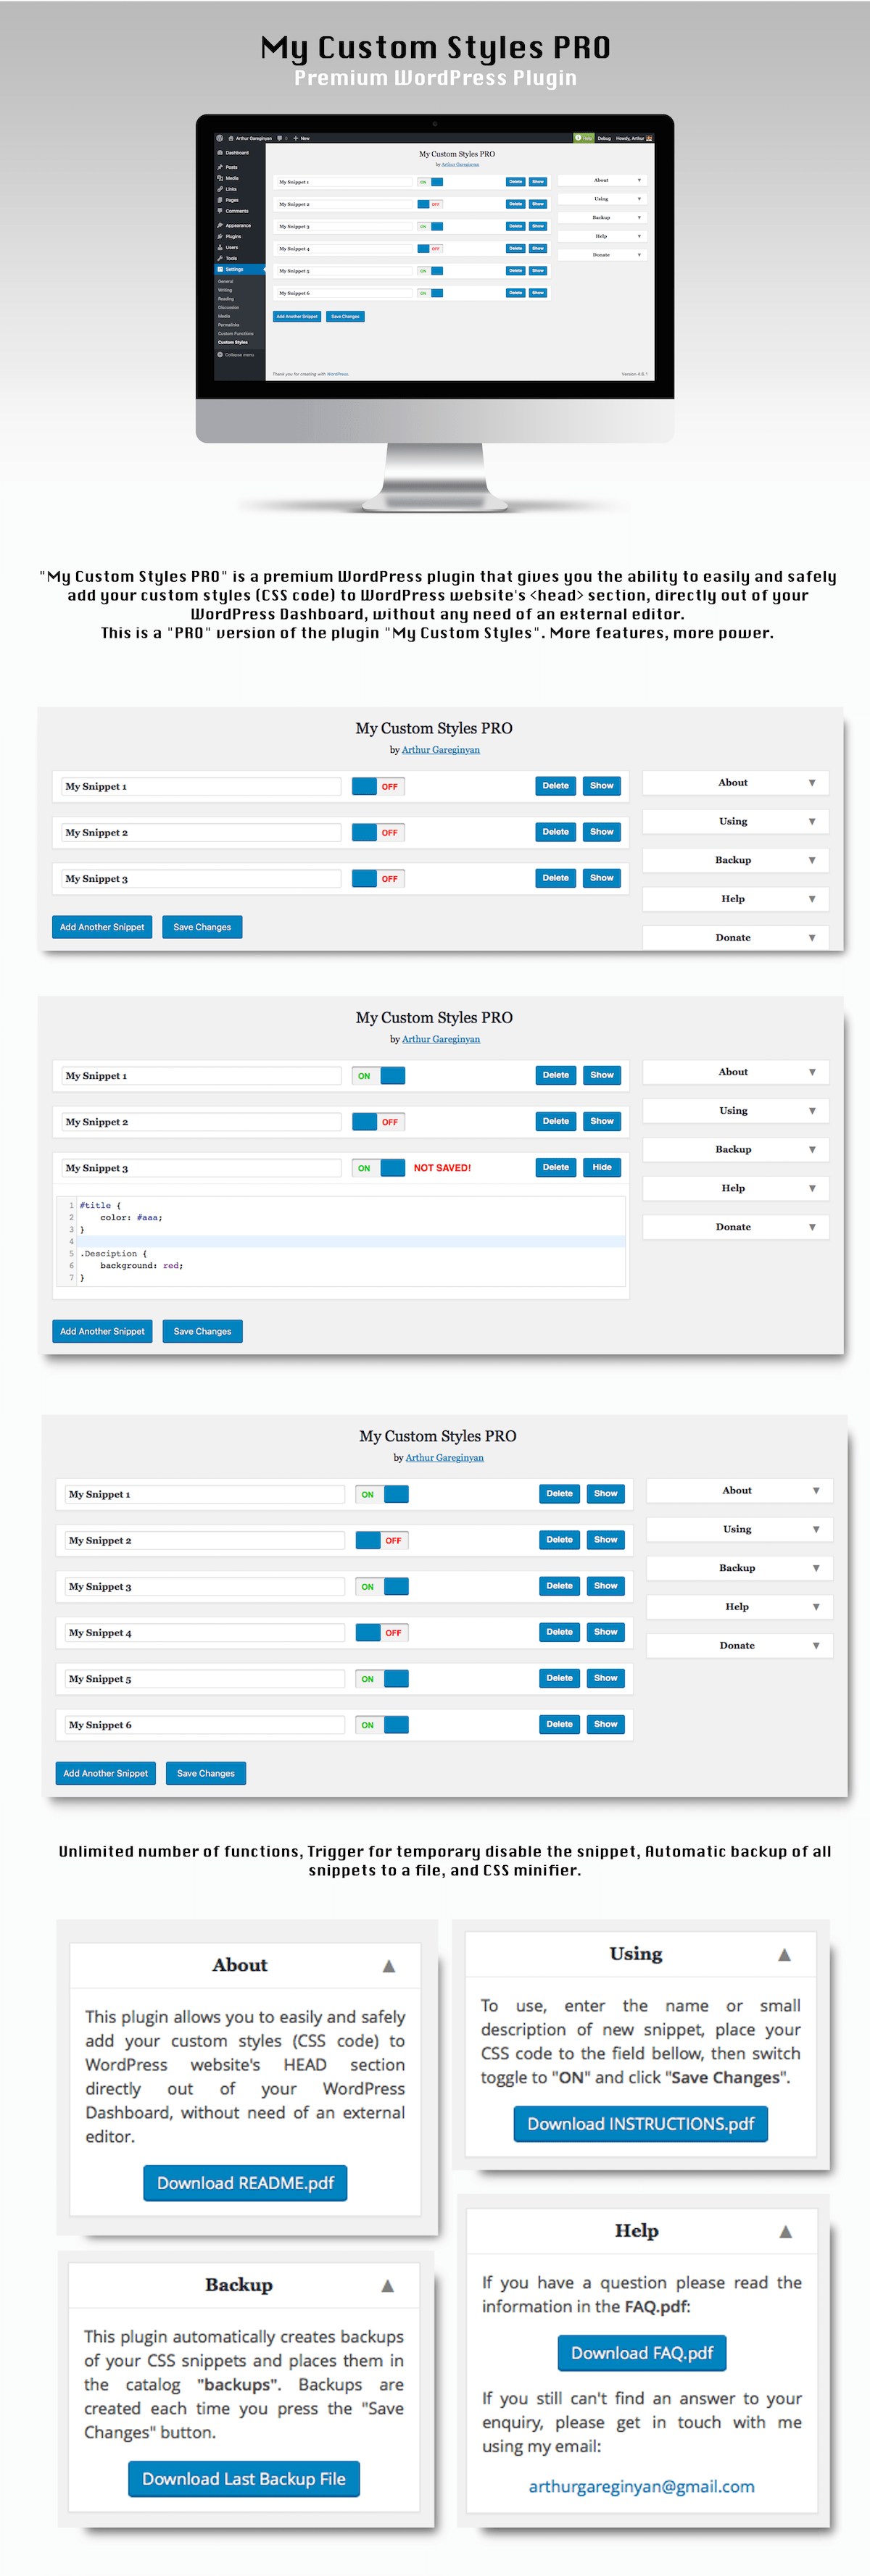 My Custom Styles PRO
Premium WordPress Plugin
Arthur Gareginyan
0
New
Help
Debug
Howdy, Arthur
Dashboard
Posts
Media
Links
Pages
Comments
Appearance
Plugins
Users
Tools
Settings
General
Writing
Reading
Discussion
Media
Permalinks
Custom Functions
Custom Styles
Collapse menu
My Custom Styles PRO
by Arthur Gareginyan
My Snippet 1 ON Delete Show
My Snippet 2 OFF Delete Show
My Snippet 3 ON Delete Show
My Snippet 4 OFF Delete Show
My Snippet 5 ON Delete Show
My Snippet 6 ON Delete Show
Add Another Snippet Save Changes
About ▼
Using ▼
Backup ▼
Help ▼
Donate ▼
Thank you for creating with WordPress.
Version 4.8.1
"My Custom Styles PRO" is a premium WordPress plugin that gives you the ability to easily and safely
add your custom styles (CSS code) to WordPress website's <head> section, directly out of your
WordPress Dashboard, without any need of an external editor.
This is a "PRO" version of the plugin "My Custom Styles". More features, more power.
My Custom Styles PRO
by Arthur Gareginyan
My Snippet 1 OFF Delete Show
My Snippet 2 OFF Delete Show
My Snippet 3 OFF Delete Show
Add Another Snippet Save Changes
About ▼
Using ▼
Backup ▼
Help ▼
Donate ▼
My Custom Styles PRO
by Arthur Gareginyan
My Snippet 1 ON Delete Show
My Snippet 2 OFF Delete Show
My Snippet 3 ON NOT SAVED! Delete Hide
1 #title {
2 color: #aaa;
3 }
4
5 .Desciption {
6 background: red;
7 }
Add Another Snippet Save Changes
About ▼
Using ▼
Backup ▼
Help ▼
Donate ▼
My Custom Styles PRO
by Arthur Gareginyan
My Snippet 1 ON Delete Show
My Snippet 2 OFF Delete Show
My Snippet 3 ON Delete Show
My Snippet 4 OFF Delete Show
My Snippet 5 ON Delete Show
My Snippet 6 ON Delete Show
Add Another Snippet Save Changes
About ▼
Using ▼
Backup ▼
Help ▼
Donate ▼
Unlimited number of functions, Trigger for temporary disable the snippet, Automatic backup of all
snippets to a file, and CSS minifier.
About ▲
This plugin allows you to easily and safely
add your custom styles (CSS code) to
WordPress website's HEAD section
directly out of your WordPress
Dashboard, without need of an external
editor.
Download README.pdf
Using ▲
To use, enter the name or small
description of new snippet, place your
CSS code to the field bellow, then switch
toggle to "ON" and click "Save Changes".
Download INSTRUCTIONS.pdf
Backup ▲
This plugin automatically creates backups
of your CSS snippets and places them in
the catalog "backups". Backups are
created each time you press the "Save
Changes" button.
Download Last Backup File
Help ▲
If you have a question please read the
information in the FAQ.pdf:
Download FAQ.pdf
If you still can't find an answer to your
enquiry, please get in touch with me
using my email:
arthurgareginyan@gmail.com